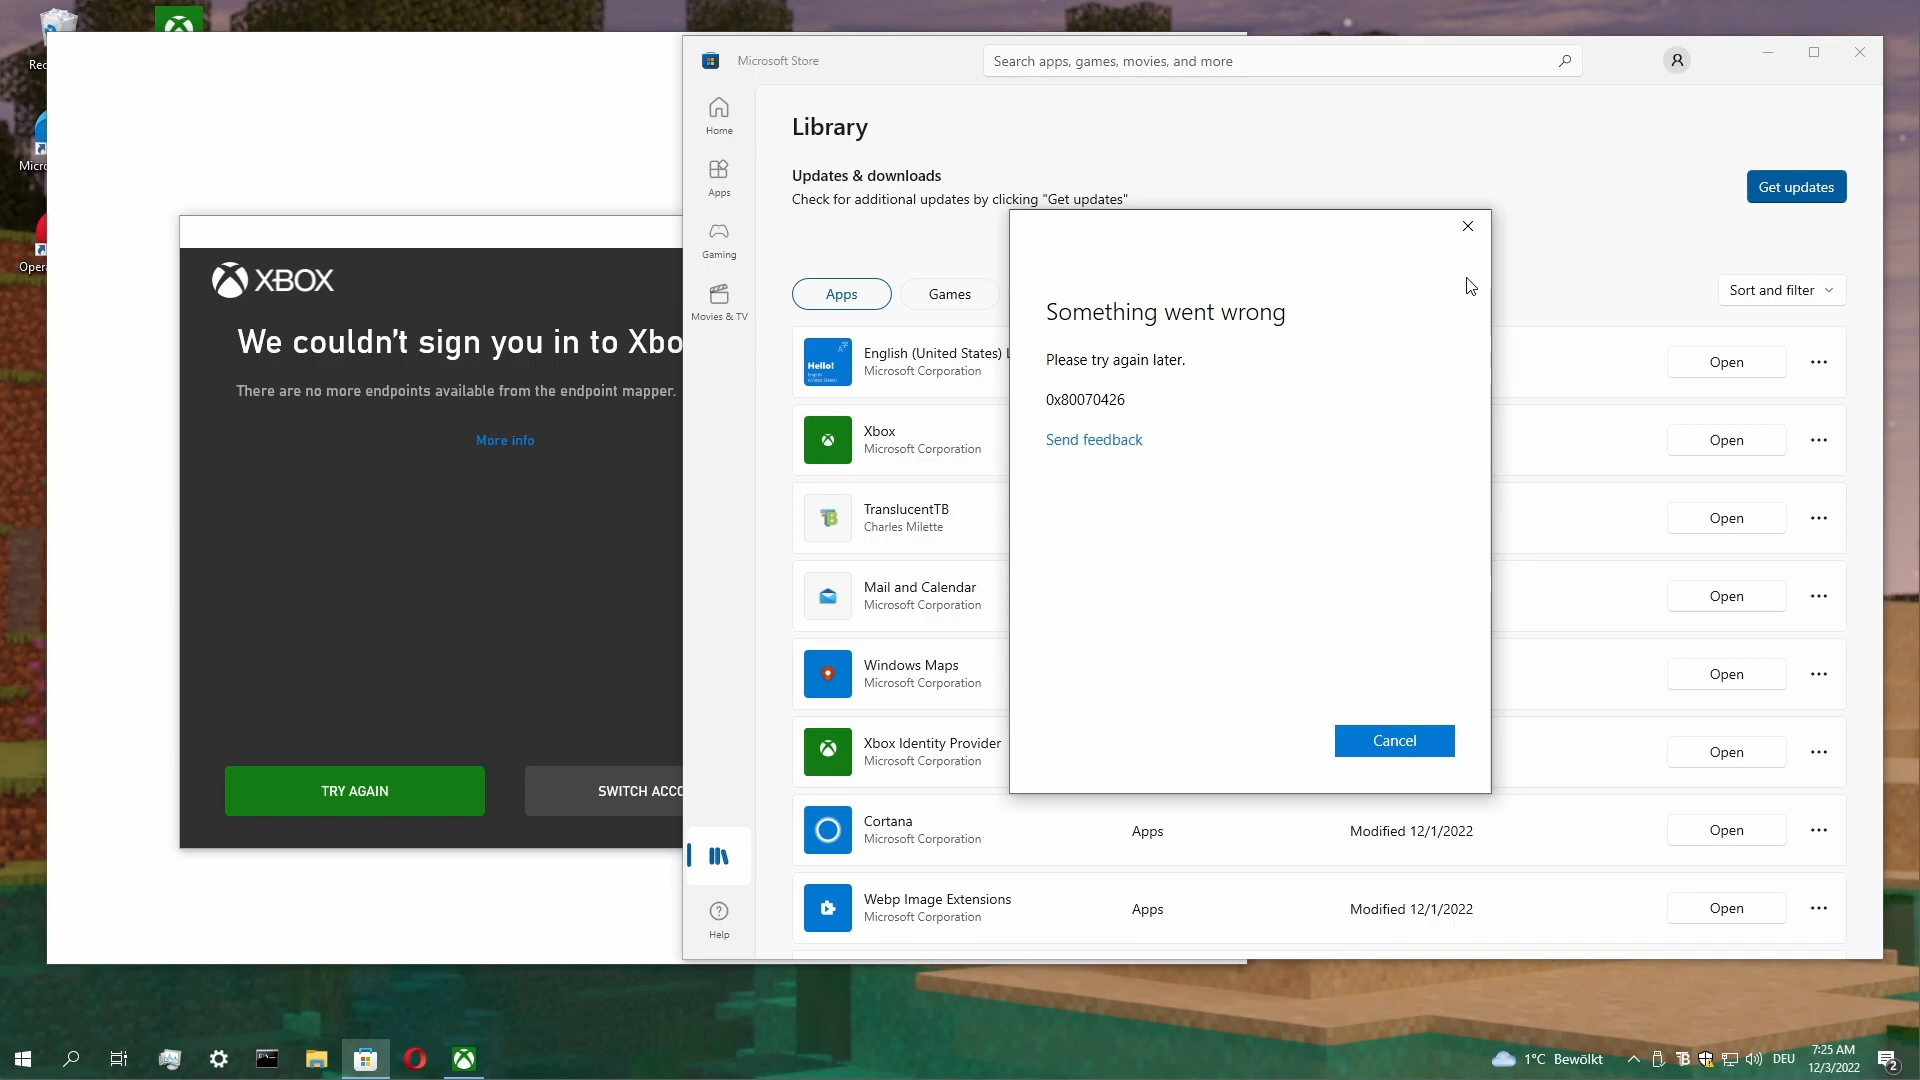 Rec
Micro
Opera
XBOX
We couldn't sign you in to Xbo
There are no more endpoints available from the endpoint mapper.
More info
TRY AGAIN
SWITCH ACCO
Microsoft Store
Search apps, games, movies, and more
Home
Apps
Gaming
Movies & TV
Help
Library
Updates & downloads
Check for additional updates by clicking "Get updates"
Get updates
Apps
Games
Sort and filter
Hello!
English (United States) L
Microsoft Corporation
Open
Xbox
Microsoft Corporation
Open
TranslucentTB
Charles Milette
Open
Mail and Calendar
Microsoft Corporation
Open
Windows Maps
Microsoft Corporation
Open
Xbox Identity Provider
Microsoft Corporation
Open
Cortana
Microsoft Corporation
Apps
Modified 12/1/2022
Open
Webp Image Extensions
Microsoft Corporation
Apps
Modified 12/1/2022
Open
Something went wrong
Please try again later.
0x80070426
Send feedback
Cancel
1°C Bewölkt
DEU
7:25 AM
12/3/2022
2